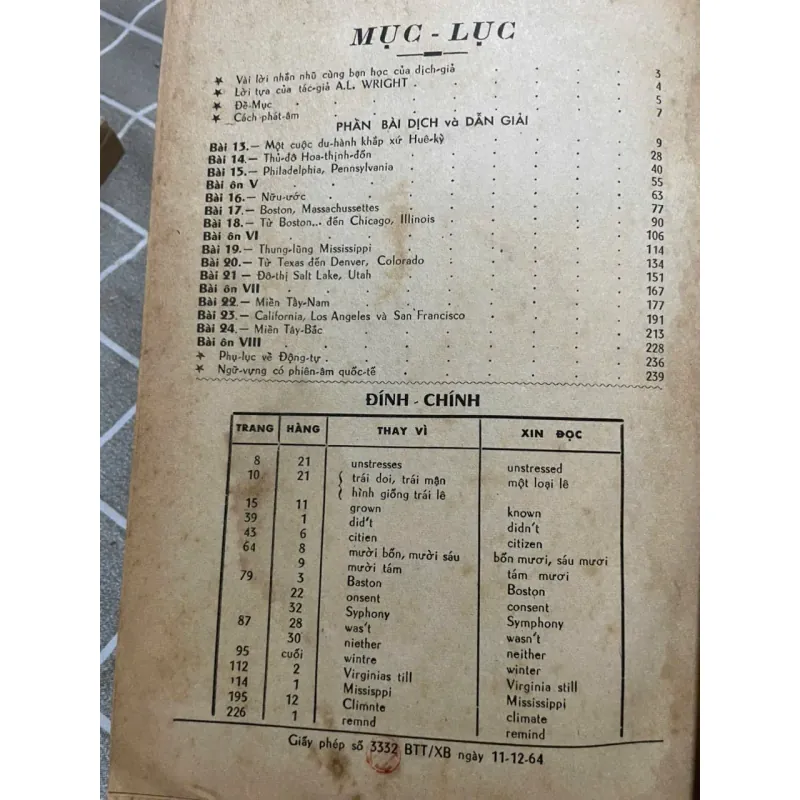 MỤC - LỤC
★ Vài lời nhắn nhủ cùng bạn học của dịch-giả . . . . 3
★ Lời tựa của tác-giả A.L. WRIGHT . . . . . 4
★ Đề-Mục . . . . . . . . 5
★ Cách phát-âm . . . . . . . . 7
PHẦN BÀI DỊCH và DẪN GIẢI
Bài 13.— Một cuộc du-hành khắp xứ Huê-kỳ . . . . 9
Bài 14.— Thủ-đô Hoa-thịnh-đốn . . . . . . 28
Bài 15.— Philadelphia, Pennsylvania . . . . . . 40
Bài ôn V . . . . . . . . 55
Bài 16.— Nữu-ước . . . . . . . . 63
Bài 17.— Boston, Massachussettes . . . . . . 77
Bài 18.— Từ Boston... đến Chicago, Illinois . . . . . 90
Bài ôn VI . . . . . . . . 106
Bài 19.— Thung-lũng Mississippi . . . . . . 114
Bài 20.— Từ Texas đến Denver, Colorado . . . . . 134
Bài 21 — Đô-thị Salt Lake, Utah . . . . . . 151
Bài ôn VII . . . . . . . . 167
Bài 22.— Miền Tây-Nam . . . . . . . 177
Bài 23.— California, Los Angeles và San Francisco . . . . 191
Bài 24.— Miền Tây-Bắc . . . . . . . 213
Bài ôn VIII . . . . . . . . 228
★ Phụ-lục về Động-tự . . . . . . . 236
★ Ngữ-vựng có phiên-âm quốc-tế . . . . . . 239
ĐÍNH - CHÍNH
TRANG HÀNG THAY VÌ XIN ĐỌC
8 21 unstresses unstressed
10 21 trái doi, trái mận một loại lê
hình giống trái lê
15 11 grown known
39 1 did't didn't
43 6 citien citizen
64 8 mười bốn, mười sáu bốn mươi, sáu mươi
9 mười tám tám mươi
79 3 Baston Boston
22 onsent consent
32 Syphony Symphony
87 28 was't wasn't
30 niether neither
95 cuối wintre winter
112 2 Virginias till Virginia still
114 1 Missisppi Mississippi
195 12 Climnte climate
226 1 remnd remind
Giấy phép số 3332 BTT/XB ngày 11-12-64